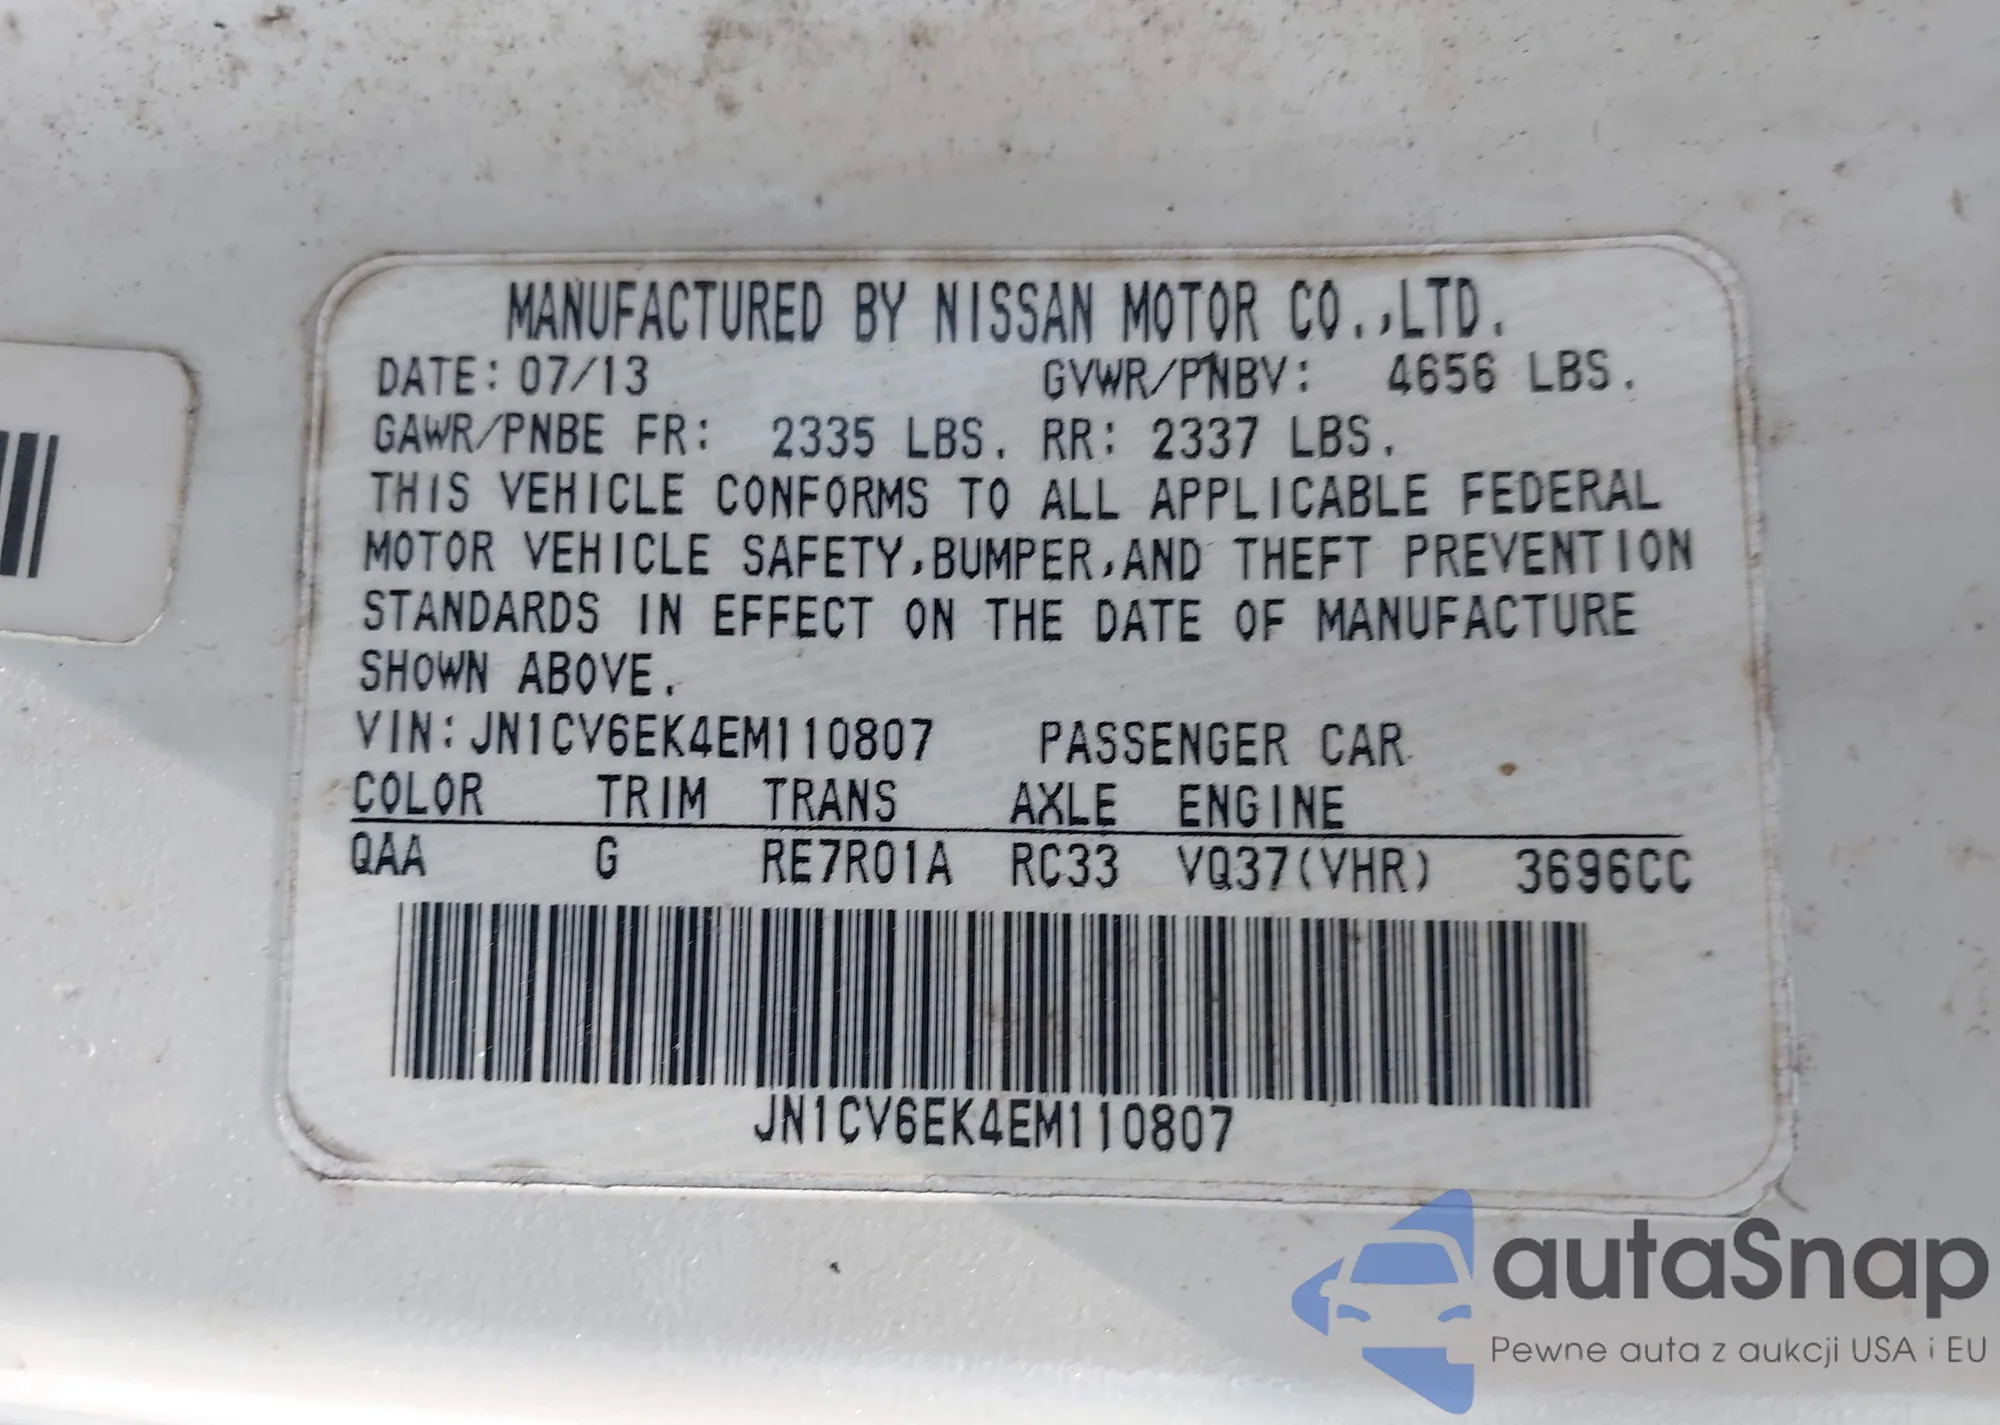 MANUFACTURED BY NISSAN MOTOR CO.,LTD.
DATE: 07/13 GVWR/PNBV: 4656 LBS.
GAWR/PNBE FR: 2335 LBS. RR: 2337 LBS.
THIS VEHICLE CONFORMS TO ALL APPLICABLE FEDERAL
MOTOR VEHICLE SAFETY,BUMPER,AND THEFT PREVENTION
STANDARDS IN EFFECT ON THE DATE OF MANUFACTURE
SHOWN ABOVE.
VIN:JN1CV6EK4EM110807 PASSENGER CAR
COLOR TRIM TRANS AXLE ENGINE
QAA G RE7R01A RC33 VQ37(VHR) 3696CC
JN1CV6EK4EM110807
autaSnap
Pewne auta z aukcji USA i EU